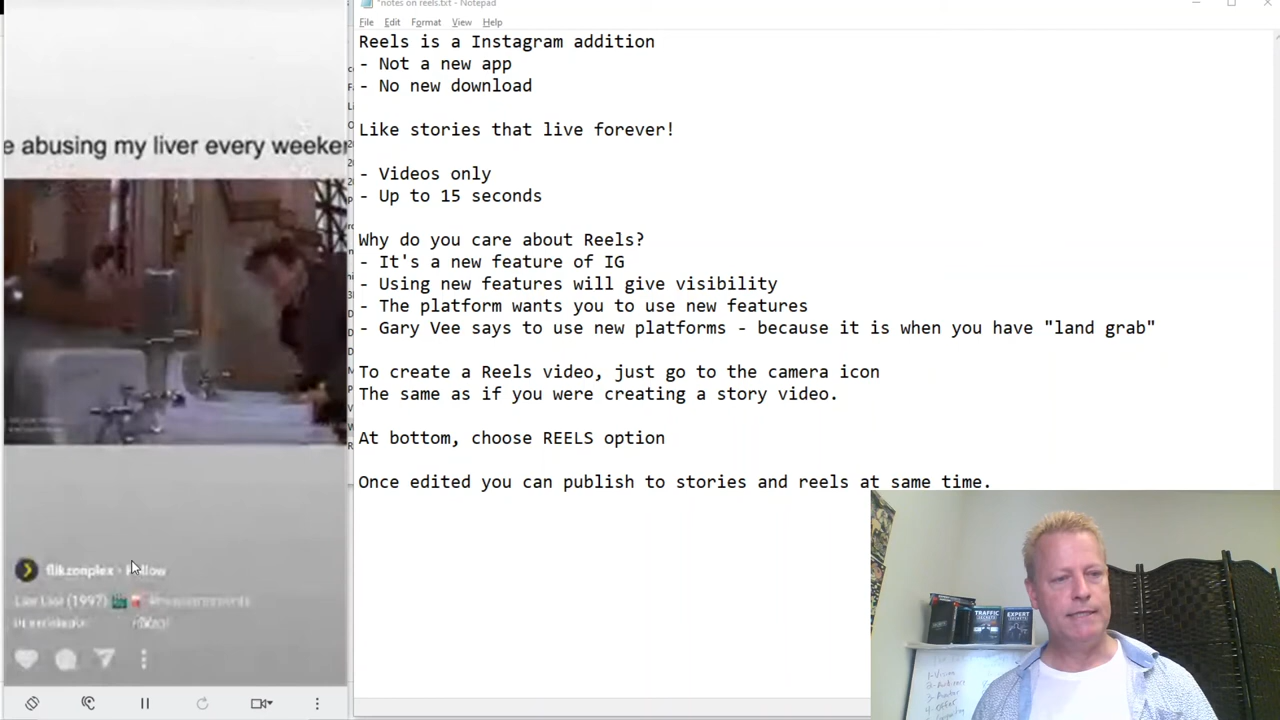 *notes on reels.txt - Notepad
File Edit Format View Help
Reels is a Instagram addition
- Not a new app
- No new download
Like stories that live forever!
- Videos only
- Up to 15 seconds
Why do you care about Reels?
- It's a new feature of IG
- Using new features will give visibility
- The platform wants you to use new features
- Gary Vee says to use new platforms - because it is when you have "land grab"
To create a Reels video, just go to the camera icon
The same as if you were creating a story video.
At bottom, choose REELS option
Once edited you can publish to stories and reels at same time.
e abusing my liver every weeker
flikzonplex
(1997)
TRAFFIC SECRETS
EXPERT SECRETS